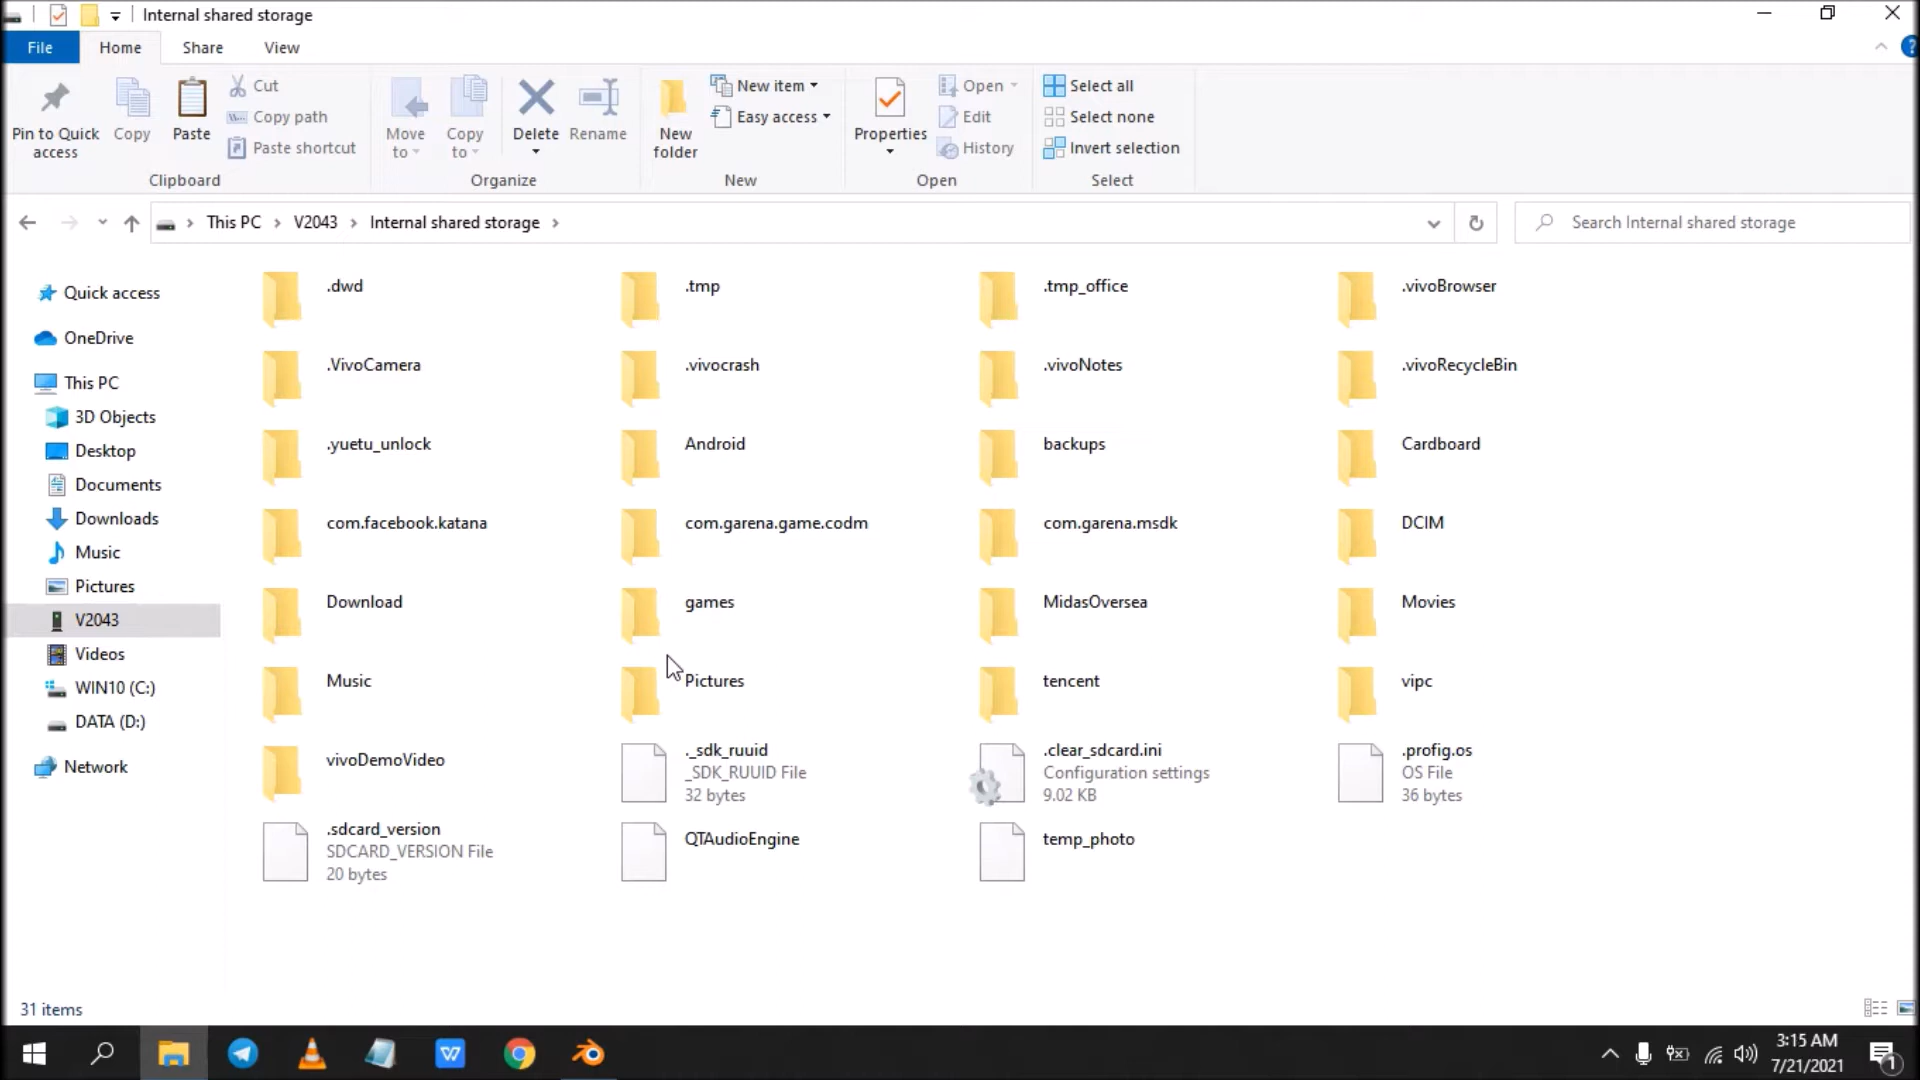 Internal shared storage
File Home Share View
Pin to Quick access
Copy
Paste
Cut
Copy path
Paste shortcut
Clipboard
Move to
Copy to
Delete
Rename
Organize
New folder
New item
Easy access
New
Properties
Open
Edit
History
Open
Select all
Select none
Invert selection
Select
This PC > V2043 > Internal shared storage >
Search Internal shared storage
Quick access
OneDrive
This PC
3D Objects
Desktop
Documents
Downloads
Music
Pictures
V2043
Videos
WIN10 (C:)
DATA (D:)
Network
.dwd
.tmp
.tmp_office
.vivoBrowser
.VivoCamera
.vivocrash
.vivoNotes
.vivoRecycleBin
.yuetu_unlock
Android
backups
Cardboard
com.facebook.katana
com.garena.game.codm
com.garena.msdk
DCIM
Download
games
MidasOversea
Movies
Music
Pictures
tencent
vipc
vivoDemoVideo
._sdk_ruuid
_SDK_RUUID File
32 bytes
.clear_sdcard.ini
Configuration settings
9.02 KB
.profig.os
OS File
36 bytes
.sdcard_version
SDCARD_VERSION File
20 bytes
QTAudioEngine
temp_photo
31 items
3:15 AM
7/21/2021
1